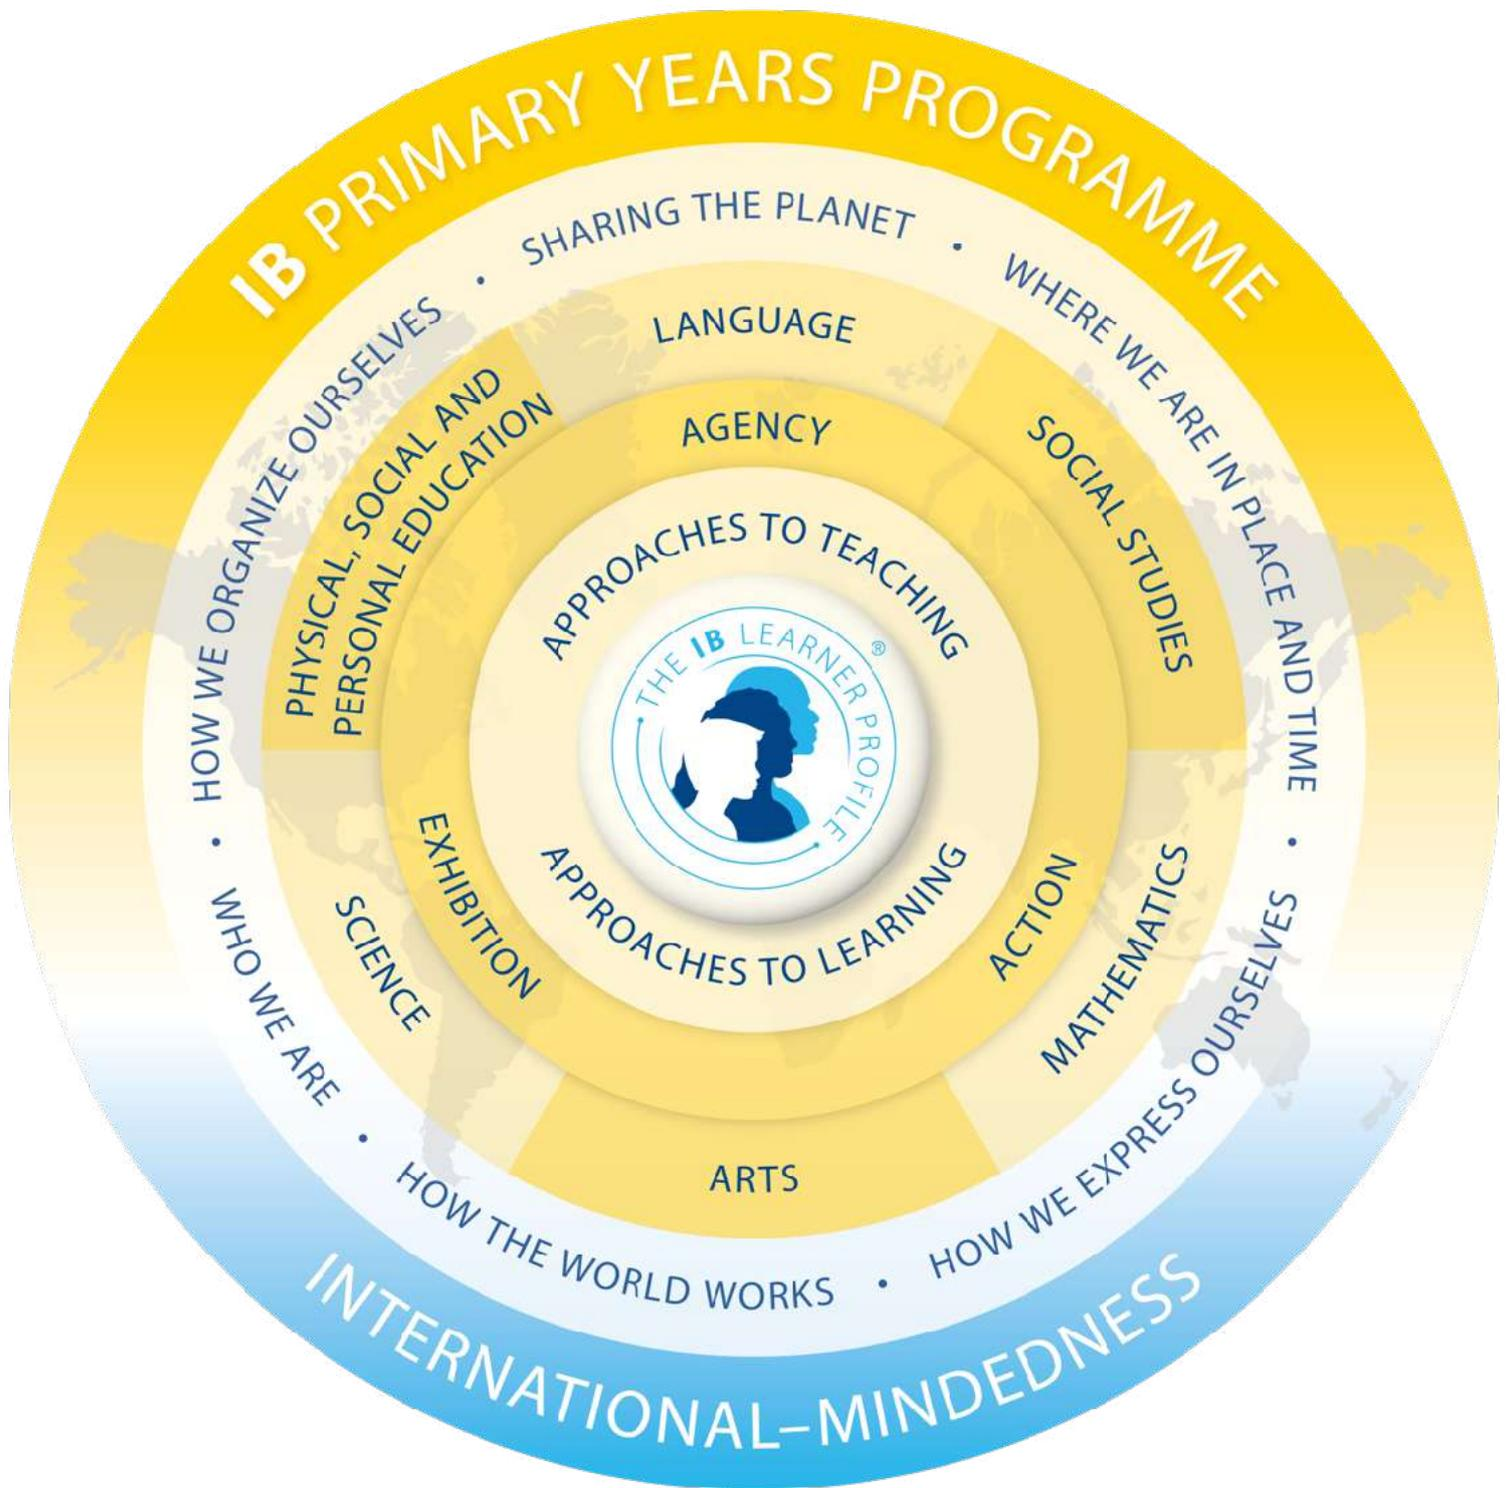 IB PRIMARY YEARS PROGRAMME
SHARING THE PLANET
•
WHERE WE ARE IN PLACE AND TIME
•
HOW WE EXPRESS OURSELVES
•
HOW THE WORLD WORKS
•
WHO WE ARE
•
HOW WE ORGANIZE OURSELVES
•
LANGUAGE
SOCIAL STUDIES
MATHEMATICS
ARTS
SCIENCE
PHYSICAL, SOCIAL AND
PERSONAL EDUCATION
AGENCY
ACTION
EXHIBITION
APPROACHES TO TEACHING
APPROACHES TO LEARNING
THE IB LEARNER PROFILE
®
INTERNATIONAL–MINDEDNESS